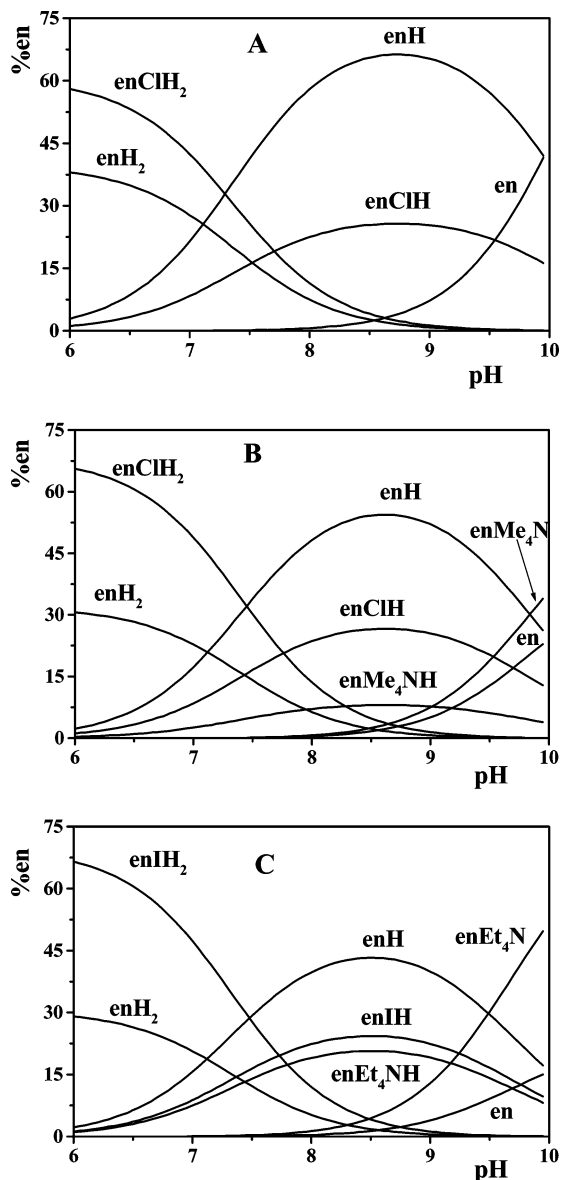 A
%en
75
60
45
30
15
0
enClH₂
enH₂
enH
enClH
en
6 7 8 9 10
pH
B
%en
75
60
45
30
15
0
enClH₂
enH₂
enH
enMe₄N
enClH
en
enMe₄NH
6 7 8 9 10
pH
C
%en
75
60
45
30
15
0
enIH₂
enH₂
enH
enEt₄N
enIH
enEt₄NH
en
6 7 8 9 10
pH